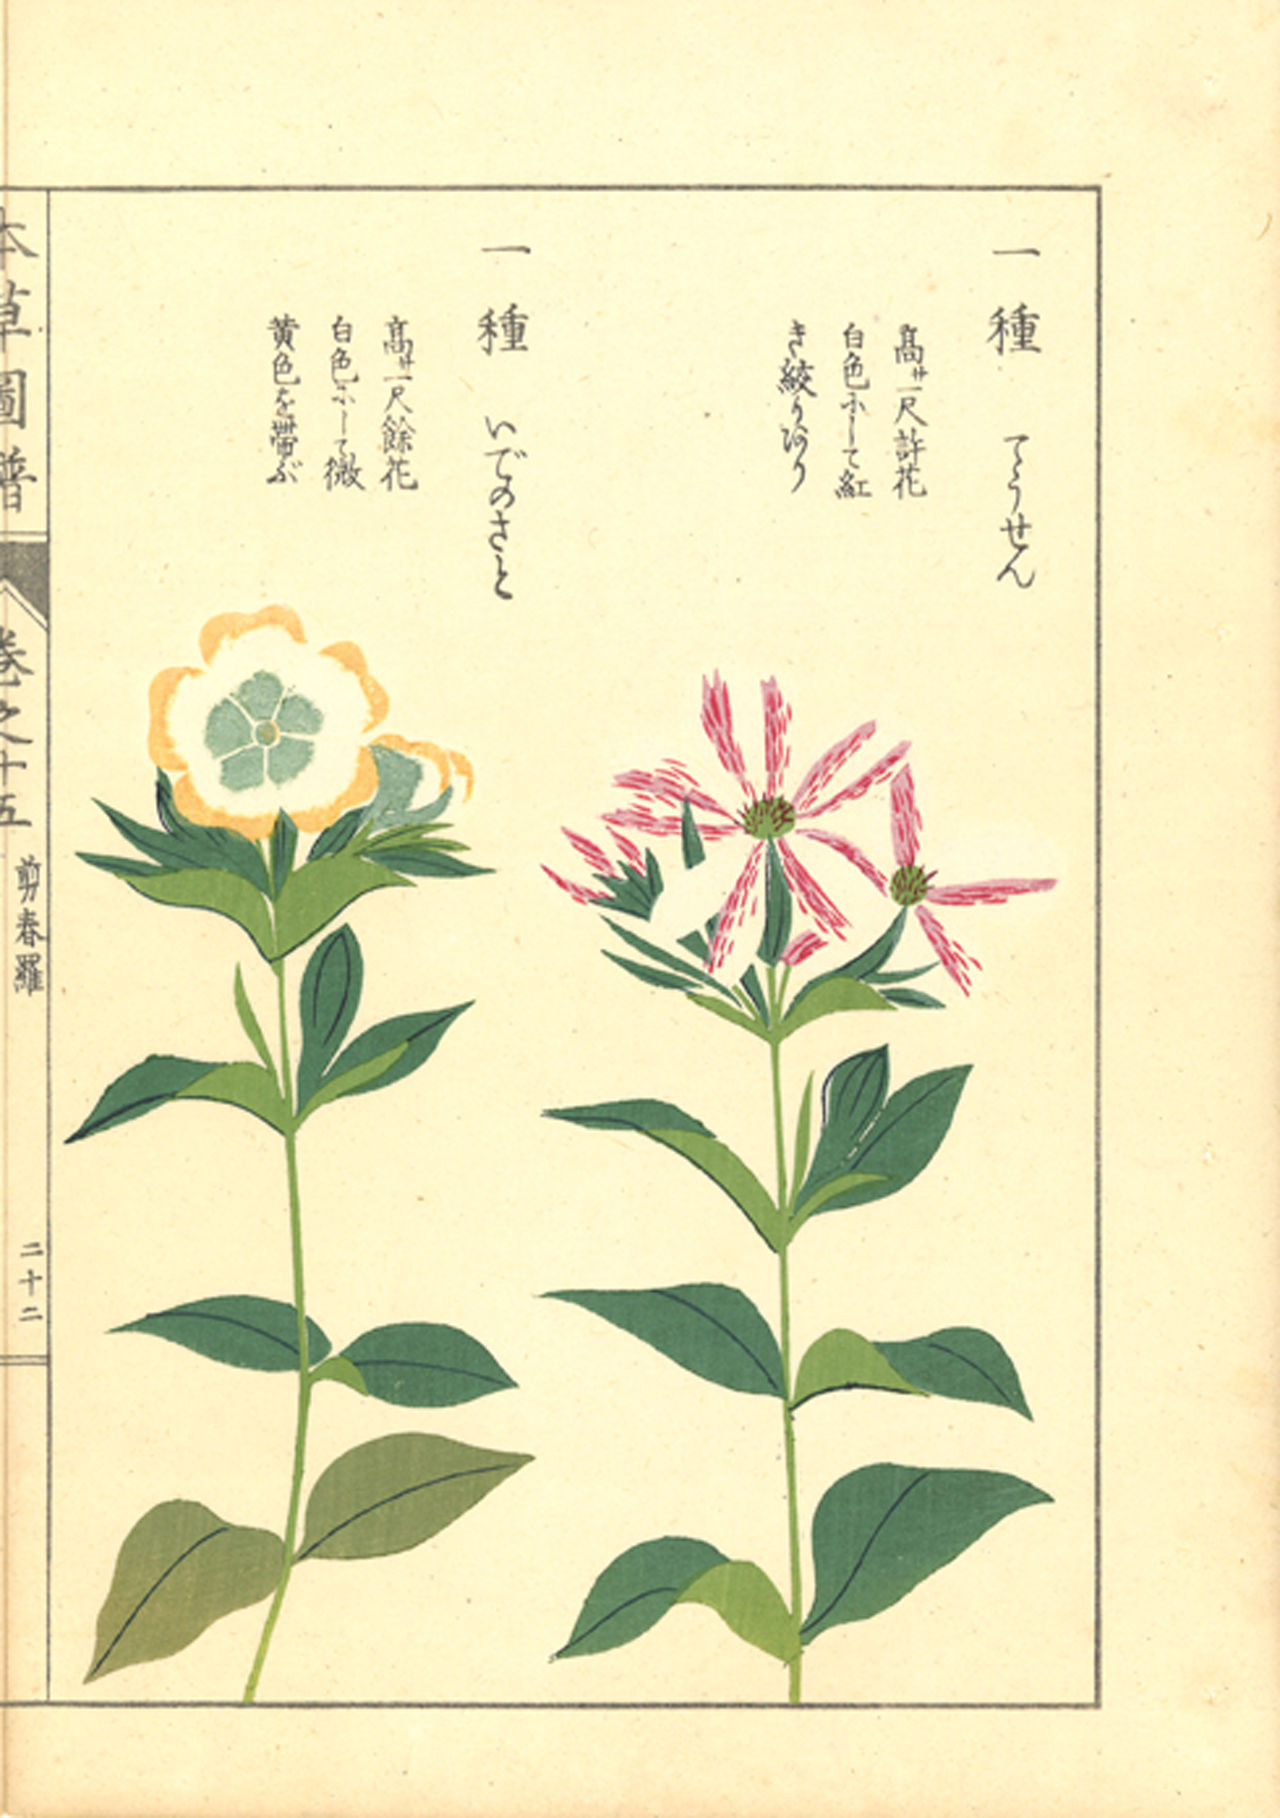 一種 てうせん
高サ一尺許花
白色にして紅
き絞りあり
一種 いでのさと
高サ一尺餘花
白色にして微
黄色を帯ぶ
本草圖譜 卷之十五 剪春羅 二十二